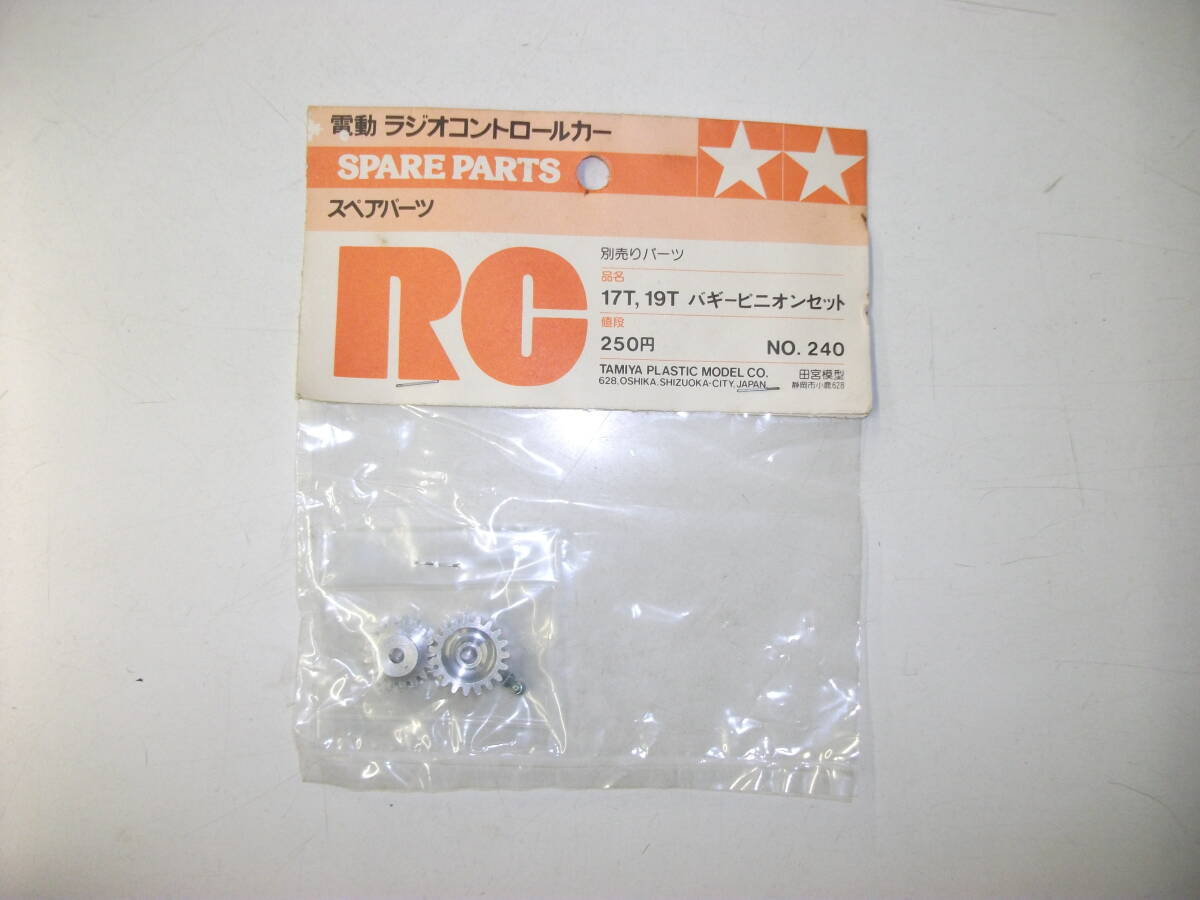 電動 ラジオコントロールカー
SPARE PARTS
スペアパーツ
RC
別売りパーツ
品名
17T, 19T バギーピニオンセット
値段
250円 NO. 240
TAMIYA PLASTIC MODEL CO. 田宮模型
628, OSHIKA, SHIZUOKA-CITY, JAPAN 静岡市小鹿628